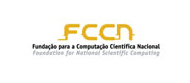 FCCN
Fundação para a Computação Científica Nacional
Foundation for National Scientific Computing